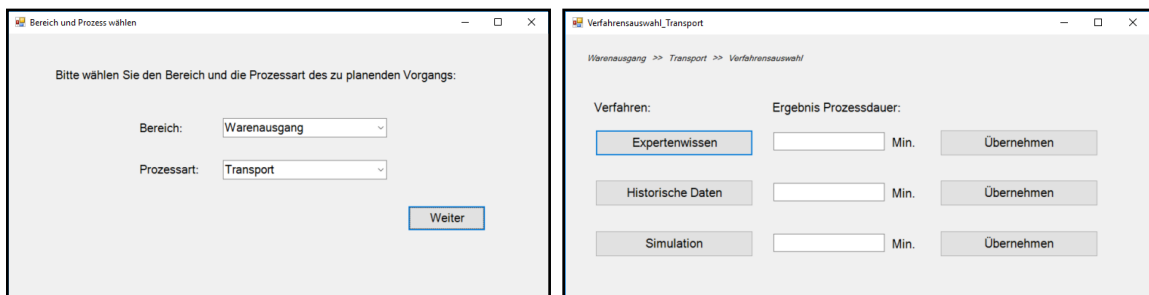 Bereich und Prozess wählen
Bitte wählen Sie den Bereich und die Prozessart des zu planenden Vorgangs:
Bereich: Warenausgang
Prozessart: Transport
Weiter
Verfahrensauswahl_Transport
Warenausgang >> Transport >> Verfahrensauswahl
Verfahren: Ergebnis Prozessdauer:
Expertenwissen Min. Übernehmen
Historische Daten Min. Übernehmen
Simulation Min. Übernehmen